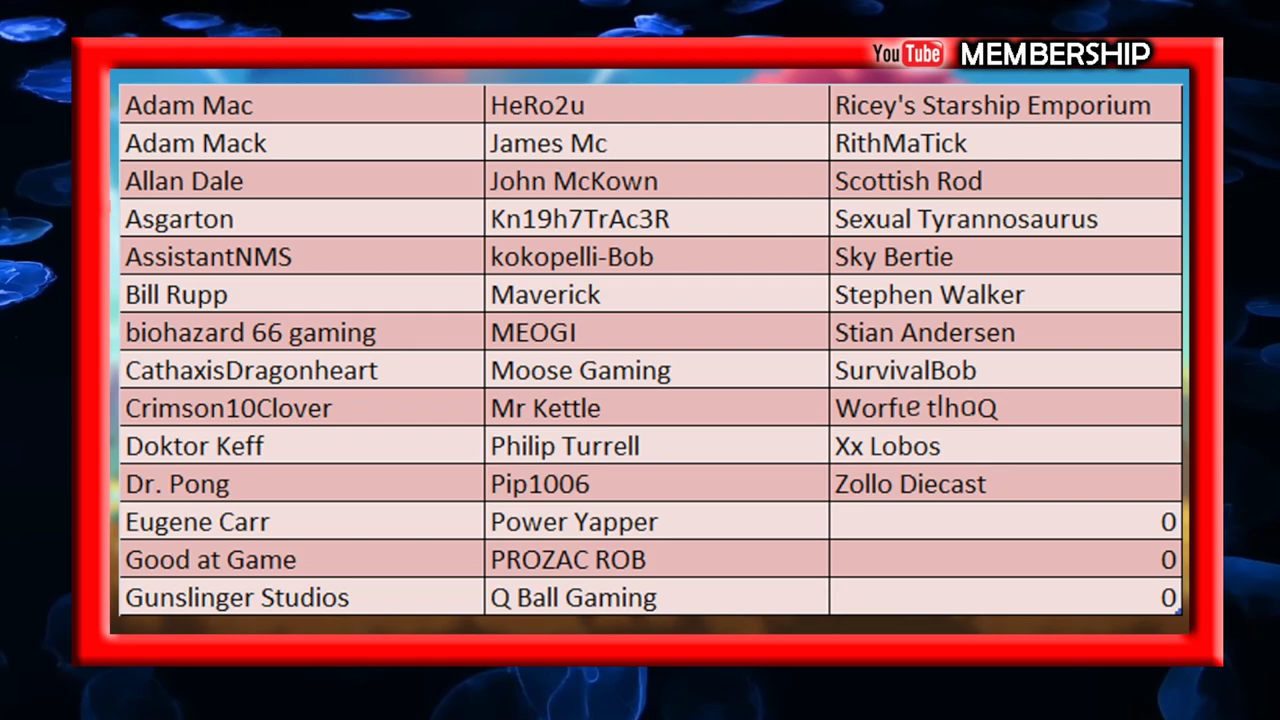 YouTube MEMBERSHIP
Adam Mac HeRo2u Ricey's Starship Emporium
Adam Mack James Mc RithMaTick
Allan Dale John McKown Scottish Rod
Asgarton Kn19h7TrAc3R Sexual Tyrannosaurus
AssistantNMS kokopelli-Bob Sky Bertie
Bill Rupp Maverick Stephen Walker
biohazard 66 gaming MEOGI Stian Andersen
CathaxisDragonheart Moose Gaming SurvivalBob
Crimson10Clover Mr Kettle Worfɩҽ tlhɑQ
Doktor Keff Philip Turrell Xx Lobos
Dr. Pong Pip1006 Zollo Diecast
Eugene Carr Power Yapper 0
Good at Game PROZAC ROB 0
Gunslinger Studios Q Ball Gaming 0